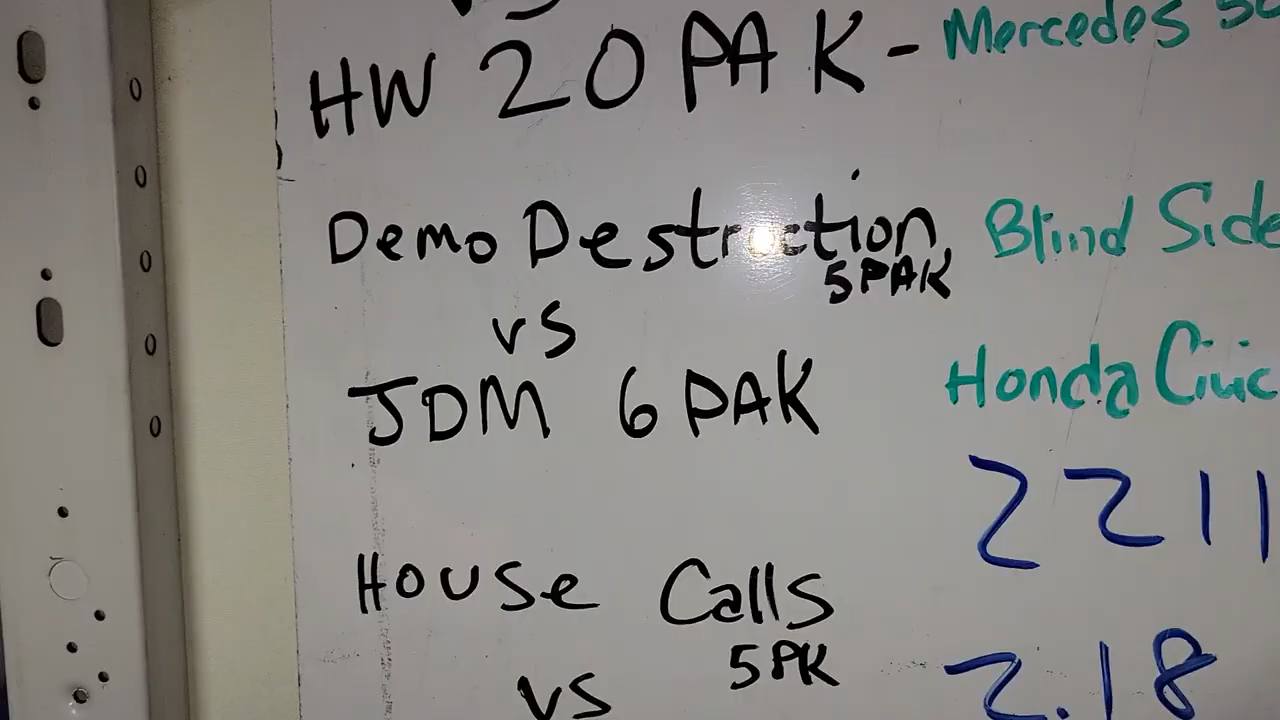 VS
HW 20 PAK - Mercedes
Demo Destruction Blind Side
5PAK
vs
JDM 6 PAK Honda Civic
2211
House Calls
5PK
2.18
vs